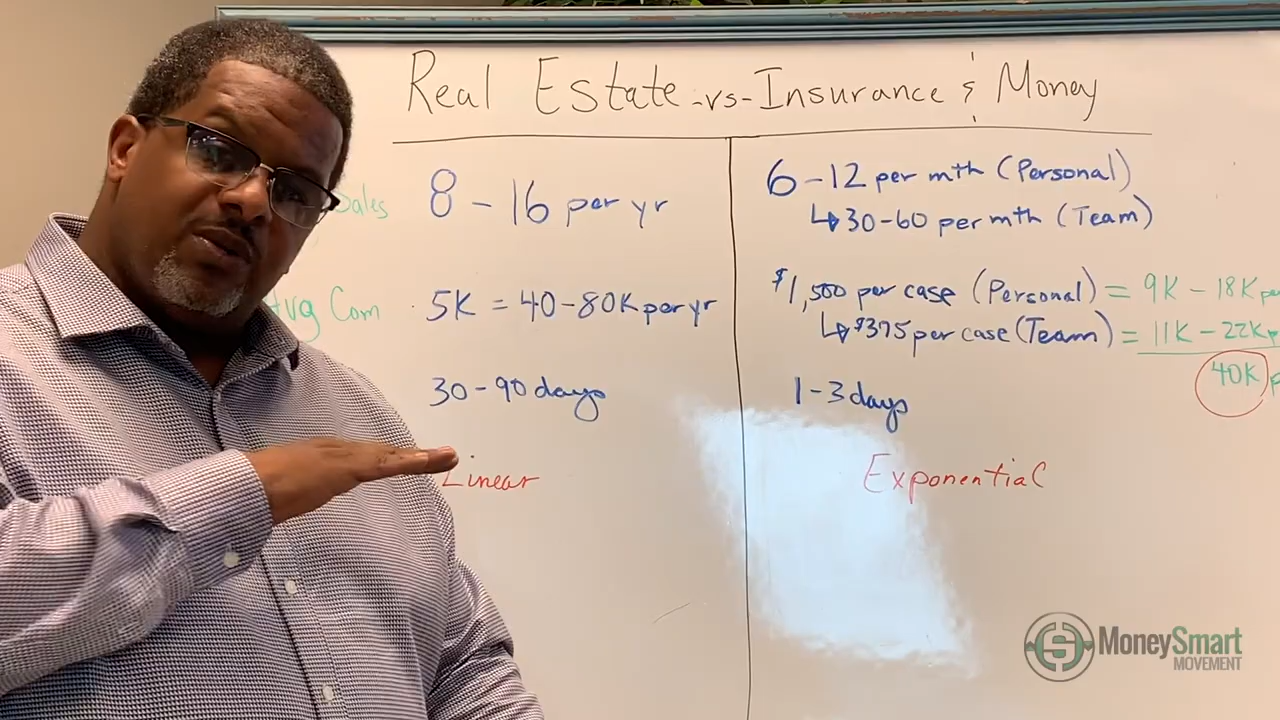 Real Estate -vs- Insurance & Money
Sales 8 - 16 per yr
6 - 12 per mth (Personal)
↳ 30-60 per mth (Team)
Avg Com 5K = 40-80K per yr
$1,500 per case (Personal) = 9K - 18K pe
↳ $375 per case (Team) = 11K - 22K p
40K p
30 - 90 days
1 - 3 days
Linear
Exponential
MoneySmart
MOVEMENT